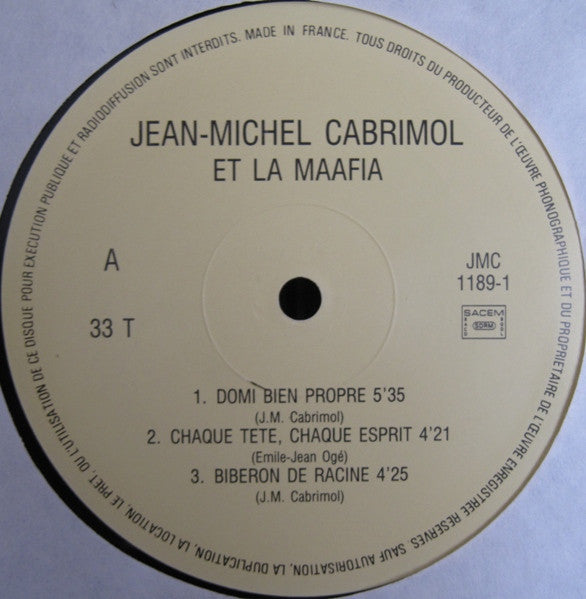 TOUS DROITS DU PRODUCTEUR DE L'ŒUVRE PHONOGRAPHIQUE ET DU PROPRIETAIRE DE L'ŒUVRE ENREGISTREE RESERVES. SAUF AUTORISATION, LA DUPLICATION, LA LOCATION, LE PRET, OU L'UTILISATION DE CE DISQUE POUR EXECUTION PUBLIQUE ET RADIODIFFUSION SONT INTERDITS. MADE IN FRANCE.
JEAN-MICHEL CABRIMOL
ET LA MAAFIA
A
JMC
1189-1
33 T
SACEM
SDRM
1. DOMI BIEN PROPRE 5'35
(J.M. Cabrimol)
2. CHAQUE TETE, CHAQUE ESPRIT 4'21
(Emile-Jean Ogé)
3. BIBERON DE RACINE 4'25
(J.M. Cabrimol)